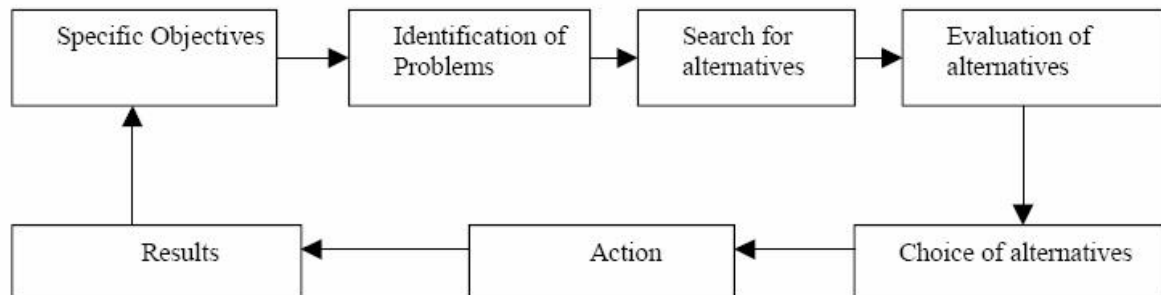 Specific Objectives
Identification of
Problems
Search for
alternatives
Evaluation of
alternatives
Results
Action
Choice of alternatives